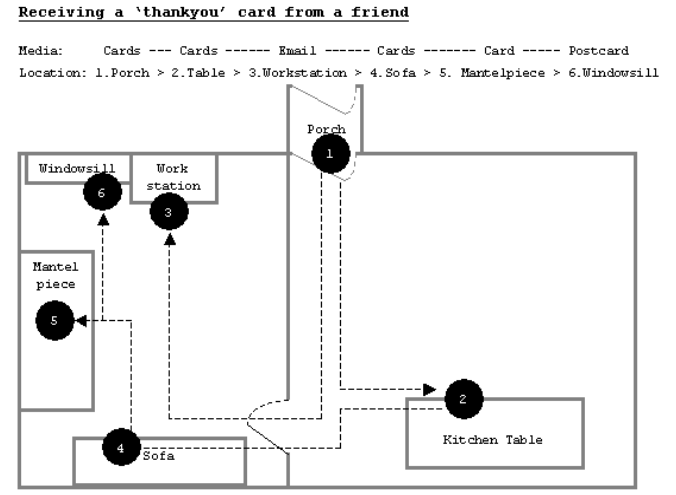 Receiving a ‘thankyou’ card from a friend
Media: Cards --- Cards ------ Email ------ Cards ------- Card ----- Postcard
Location: 1.Porch > 2.Table > 3.Workstation > 4.Sofa > 5. Mantelpiece > 6.Windowsill
Porch
1
Windowsill
6
Work
station
3
Mantel
piece
5
2
Kitchen Table
4
Sofa